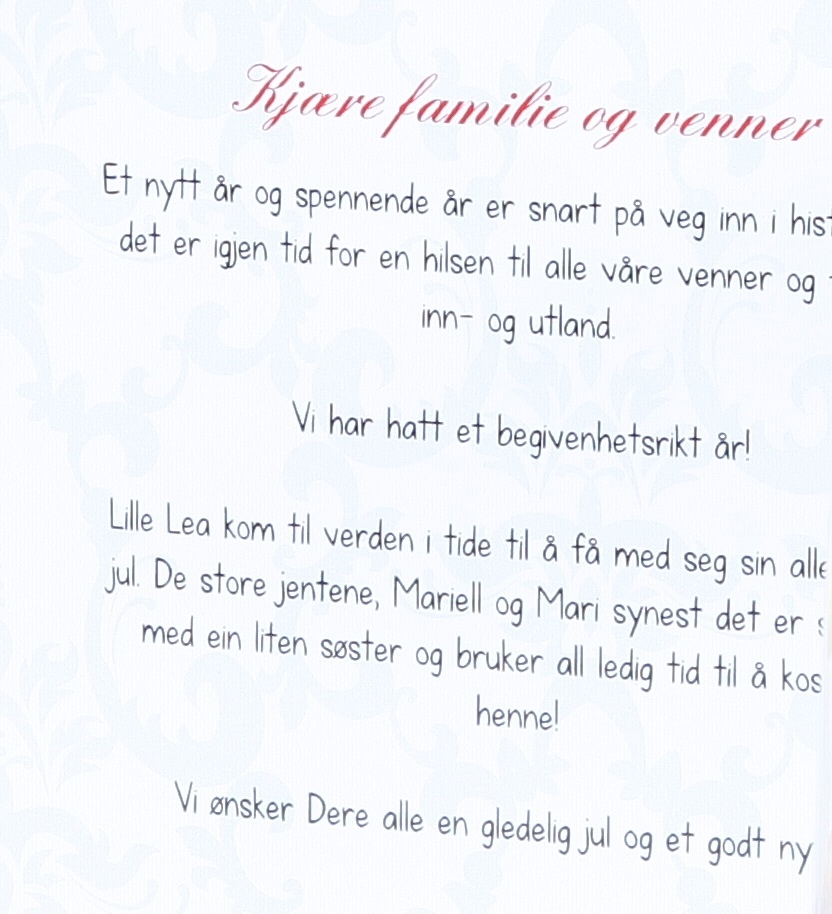 Kjære familie og venner
Et nytt år og spennende år er snart på veg inn i
det er igjen tid for en hilsen til alle våre venner og
inn- og utland.
Vi har hatt et begivenhetsrikt år!
Lille Lea kom til verden i tide til å få med seg sin
jul. De store jentene, Mariell og Mari synest det er
med ein liten søster og bruker all ledig tid til å kos
henne!
Vi ønsker Dere alle en gledelig jul og et godt ny